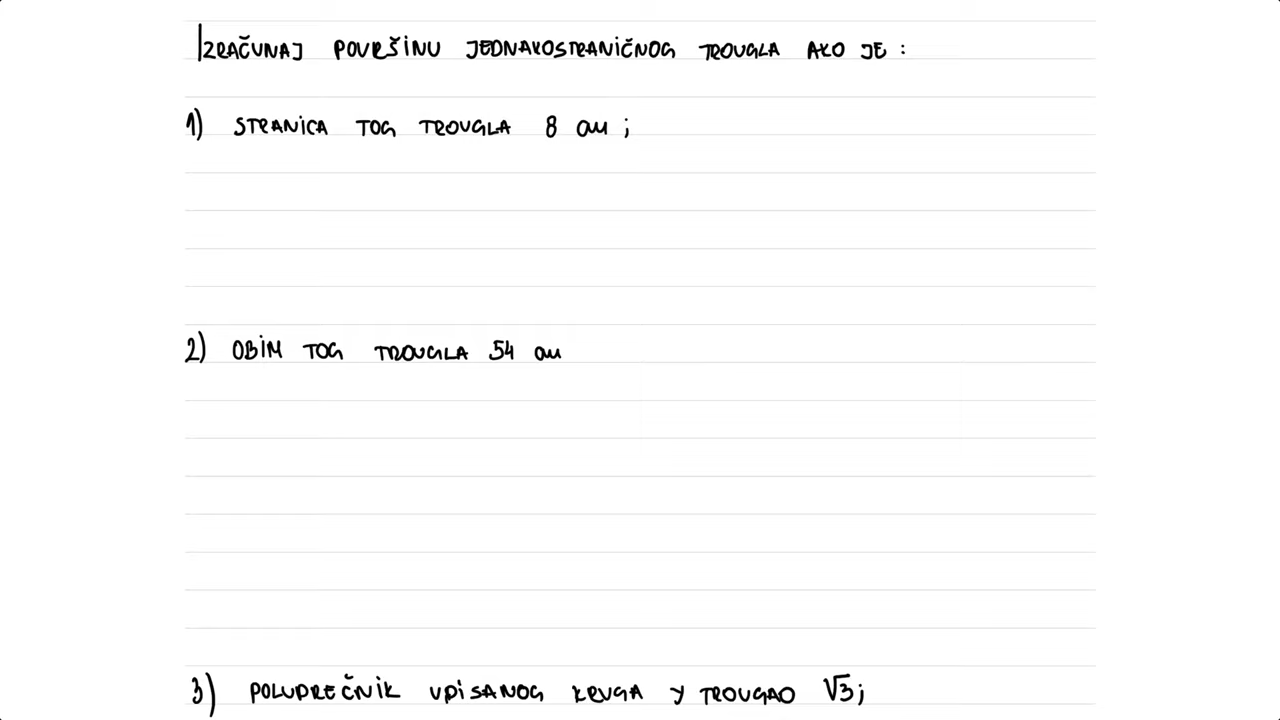 IZRAČUNAJ POVRŠINU JEDNAKOSTRANIČNOG TROUGLA AKO JE :
1) STRANICA TOG TROUGLA 8 cm ;
2) OBIM TOG TROUGLA 54 cm
3) POLUPREČNIK UPISANOG KRUGA У TROUGAO √3 ;